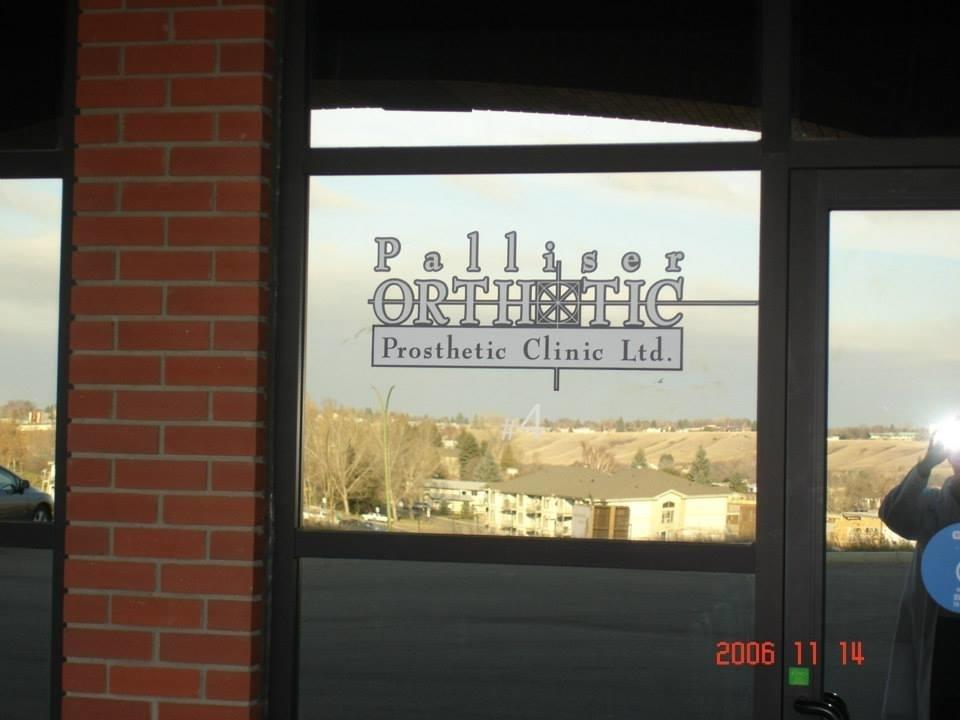 Palliser
ORTHOTIC
Prosthetic Clinic Ltd.
#4
2006 11 14